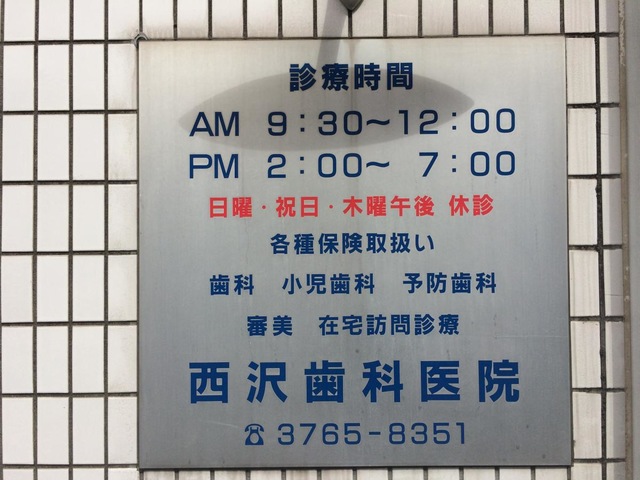 診療時間
AM 9:30〜12:00
PM 2:00〜 7:00
日曜・祝日・木曜午後 休診
各種保険取扱い
歯科 小児歯科 予防歯科
審美 在宅訪問診療
西沢歯科医院
☎3765-8351